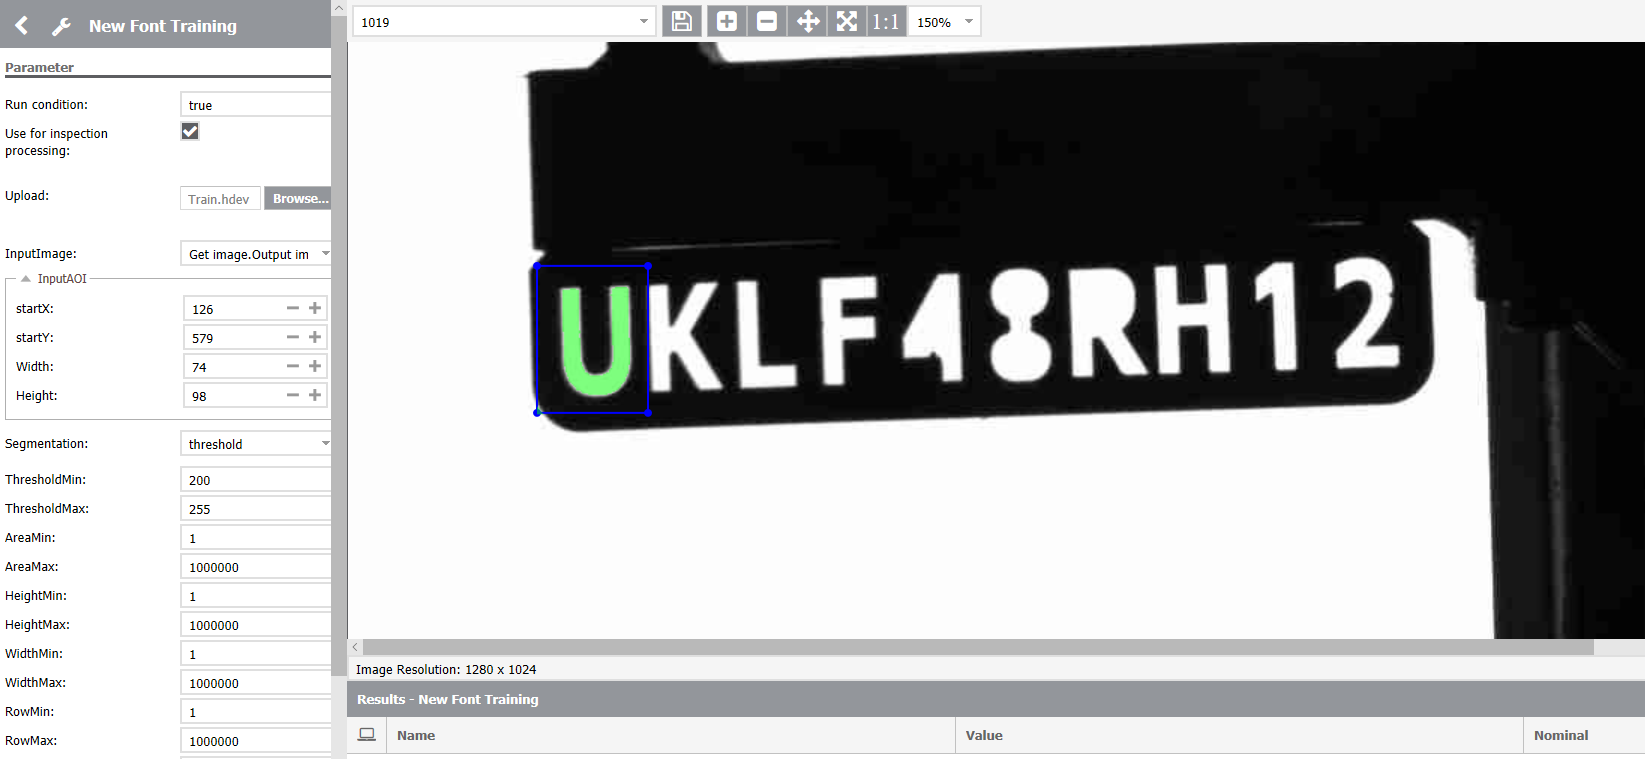 New Font Training
1019
1:1
150%
Parameter
Run condition:
true
Use for inspection
processing:
Upload:
Train.hdev
Browse...
InputImage:
Get image.Output im
InputAOI
startX:
126
startY:
579
Width:
74
Height:
98
Segmentation:
threshold
ThresholdMin:
200
ThresholdMax:
255
AreaMin:
1
AreaMax:
1000000
HeightMin:
1
HeightMax:
1000000
WidthMin:
1
WidthMax:
1000000
RowMin:
1
RowMax:
1000000
UKLF48RH12
Image Resolution: 1280 x 1024
Results - New Font Training
Name
Value
Nominal